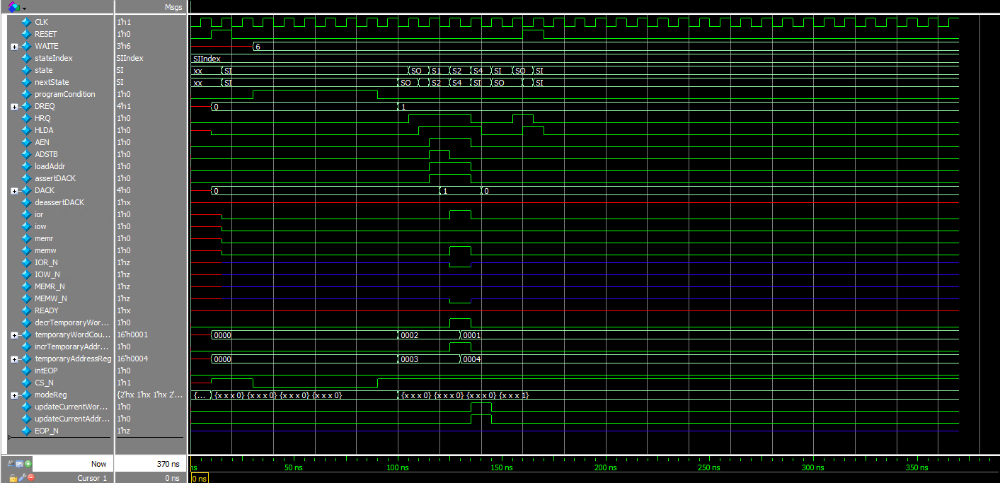 Msgs
CLK 1'h1
RESET 1'h0
WAITE 3'h6 6
stateIndex SIIndex SIIndex
state SI xx SI SO S1 S2 S4 SI SO SI
nextState SI xx SI SO S2 S4 SI SO SI
programCondition 1'h0
DREQ 4'h1 0 1
HRQ 1'h0
HLDA 1'h0
AEN 1'h0
ADSTB 1'h0
loadAddr 1'h0
assertDACK 1'h0
DACK 4'h0 0 1 0
deassertDACK 1'hx
ior 1'h0
iow 1'h0
memr 1'h0
memw 1'h0
IOR_N 1'hz
IOW_N 1'hz
MEMR_N 1'hz
MEMW_N 1'hz
READY 1'hx
decrTemporaryWor... 1'h0
temporaryWordCou... 16'h0001 0000 0002 0001
incrTemporaryAddr... 1'h0
temporaryAddressReg 16'h0004 0000 0003 0004
intEOP 1'h0
CS_N 1'h1
modeReg {2'hx 1'hx 1'hx 2'... {... {x x x 0} {x x x 0} {x x x 0} {x x x 0} {x x x 0} {x x x 0} {x x x 0} {x x x 1}
updateCurrentWor... 1'h0
updateCurrentAddr... 1'h0
EOP_N 1'hz
Now 370 ns ns 50 ns 100 ns 150 ns 200 ns 250 ns 300 ns 350 ns
Cursor 1 0 ns 0 ns